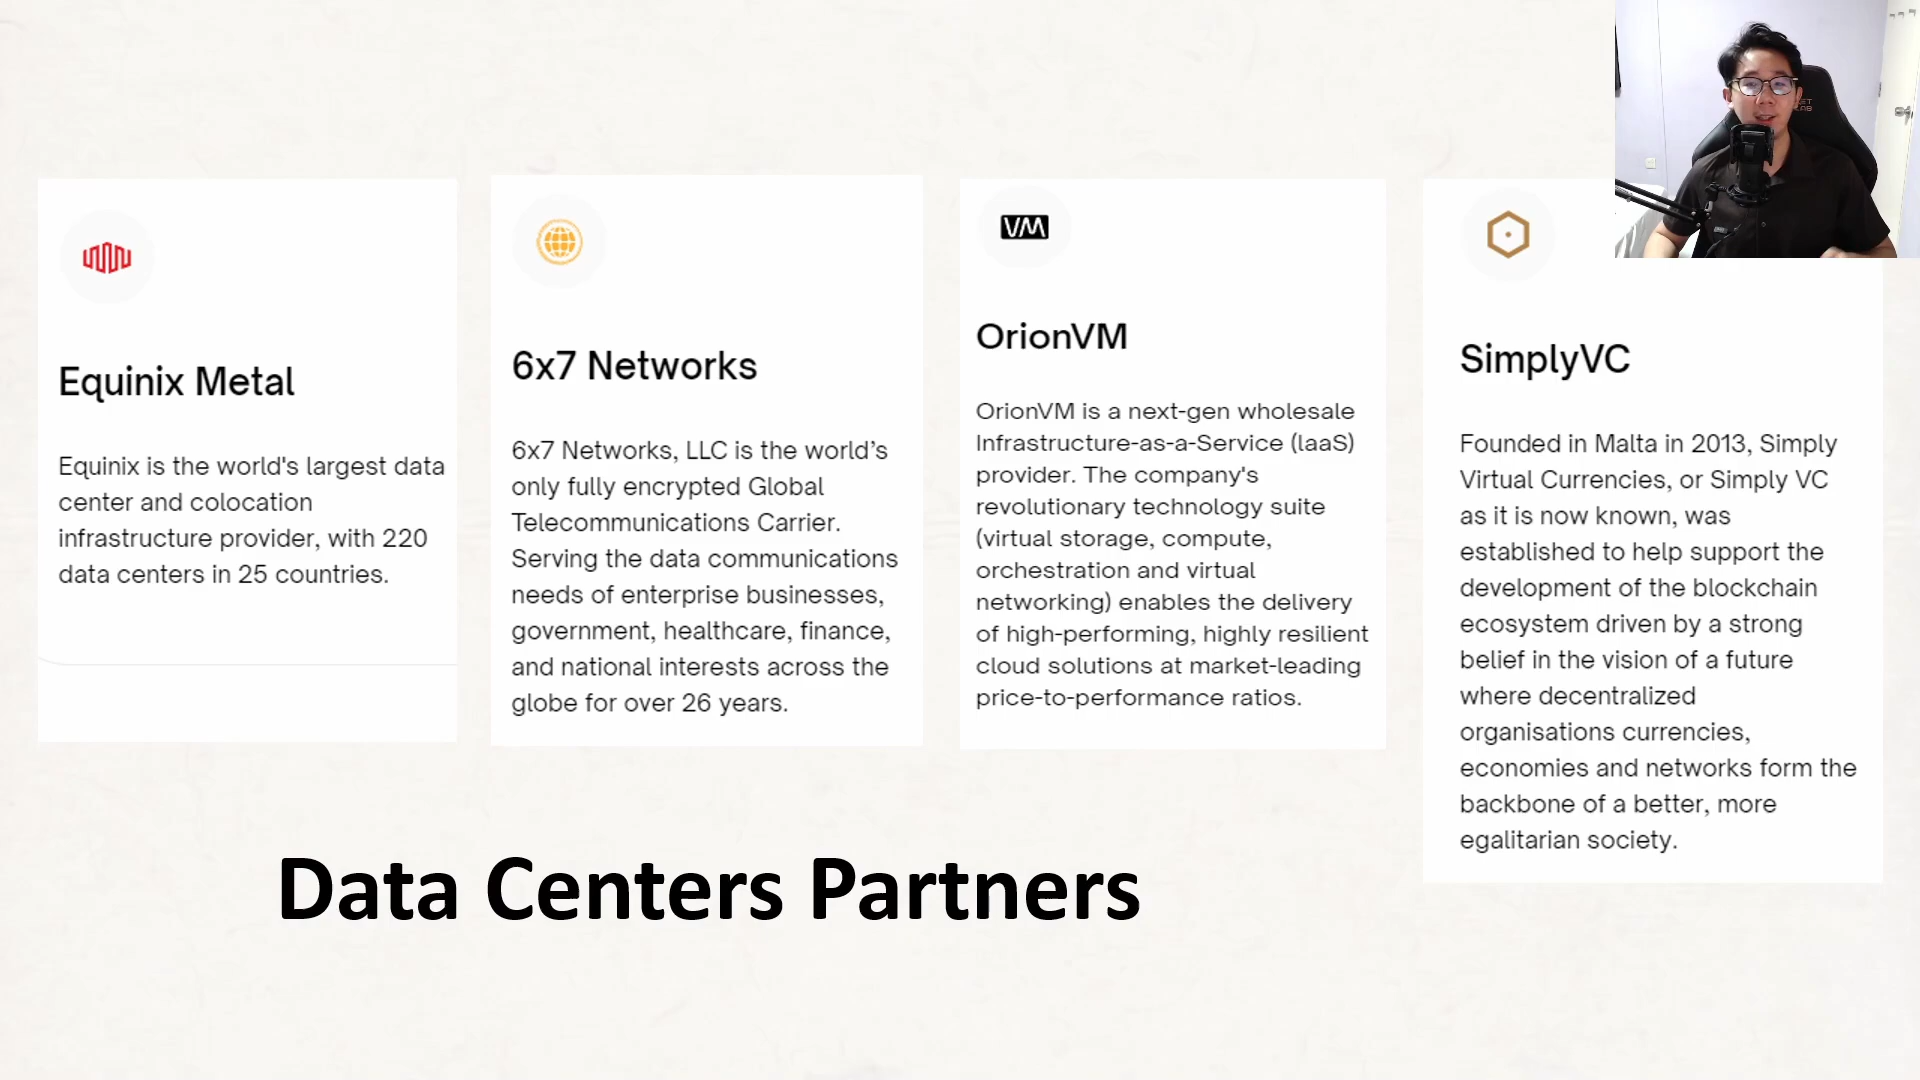 Equinix Metal
Equinix is the world's largest data
center and colocation
infrastructure provider, with 220
data centers in 25 countries.
6x7 Networks
6x7 Networks, LLC is the world’s
only fully encrypted Global
Telecommunications Carrier.
Serving the data communications
needs of enterprise businesses,
government, healthcare, finance,
and national interests across the
globe for over 26 years.
VM
OrionVM
OrionVM is a next-gen wholesale
Infrastructure-as-a-Service (IaaS)
provider. The company's
revolutionary technology suite
(virtual storage, compute,
orchestration and virtual
networking) enables the delivery
of high-performing, highly resilient
cloud solutions at market-leading
price-to-performance ratios.
SimplyVC
Founded in Malta in 2013, Simply
Virtual Currencies, or Simply VC
as it is now known, was
established to help support the
development of the blockchain
ecosystem driven by a strong
belief in the vision of a future
where decentralized
organisations currencies,
economies and networks form the
backbone of a better, more
egalitarian society.
Data Centers Partners